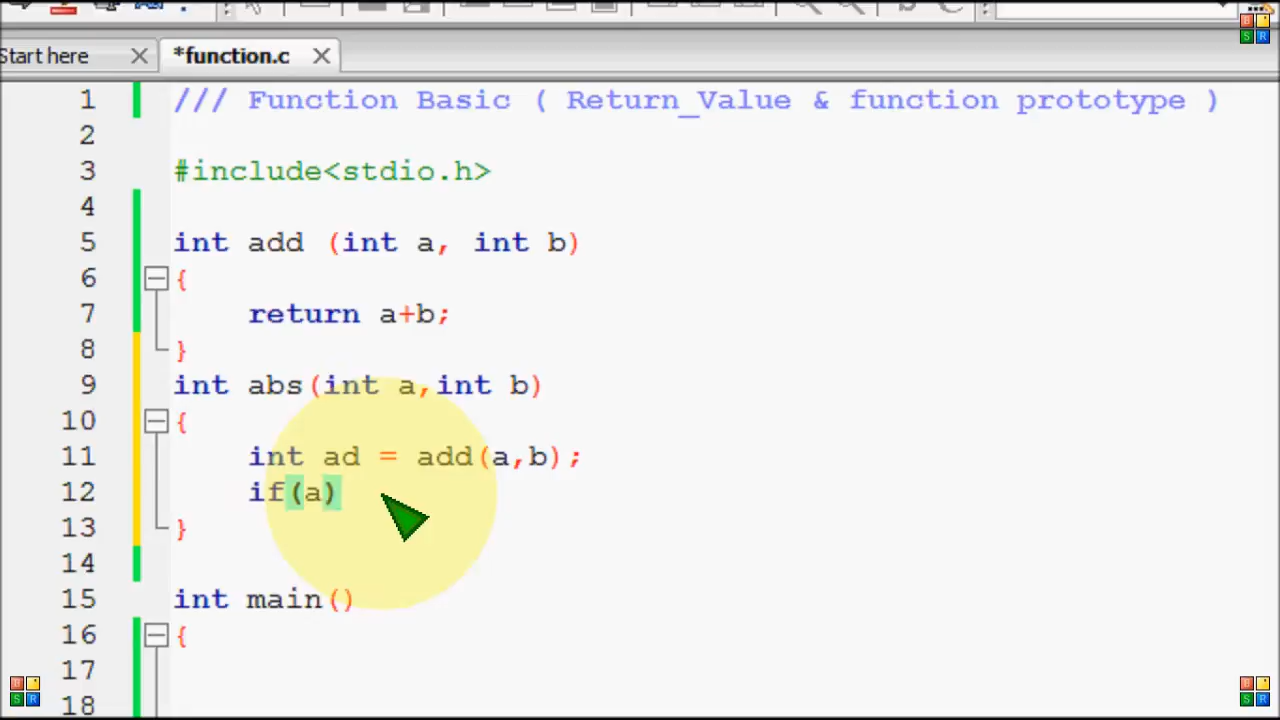 Start here
*function.c
1 /// Function Basic ( Return_Value & function prototype )
2
3 #include<stdio.h>
4
5 int add (int a, int b)
6 {
7 return a+b;
8 }
9 int abs(int a,int b)
10 {
11 int ad = add(a,b);
12 if(a)
13 }
14
15 int main()
16 {
17
18
B
S R
B
S R
B
S R